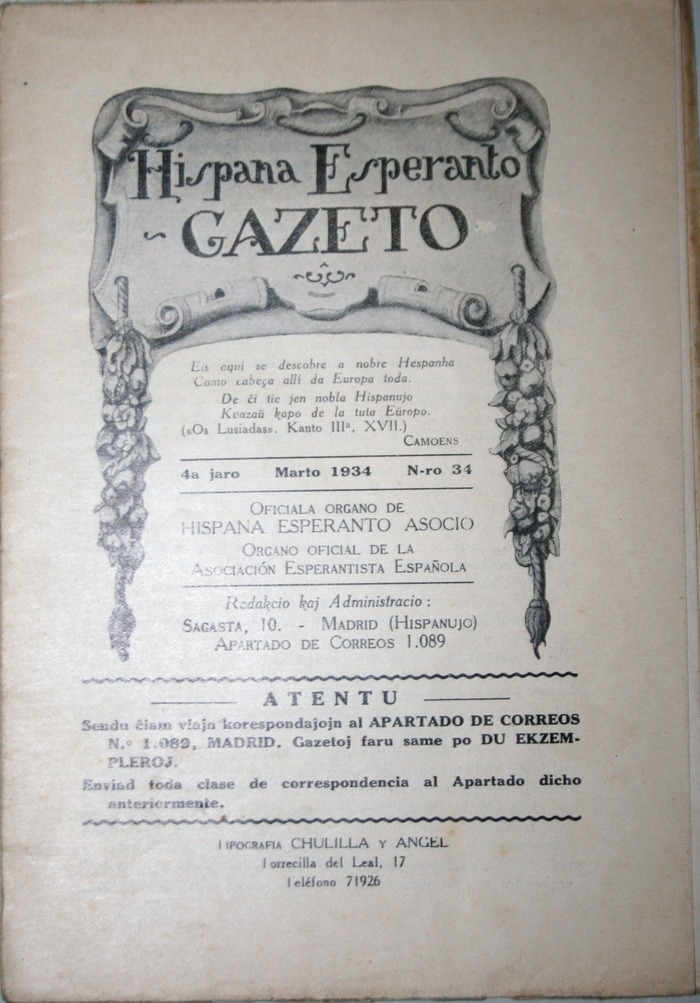 Hispana Esperanto
GAZETO
Eis aqui se descobre a nobre Hespanha
Como cabeça alli da Europa toda.
De ĉi tie jen nobla Hispanujo
Kvazaŭ kapo de la tuta Eŭropo.
(«Os Lusiadas». Kanto IIIª, XVII.)
CAMOENS
4a jaro Marto 1934 N-ro 34
OFICIALA ORGANO DE
HISPANA ESPERANTO ASOCIO
ORGANO OFICIAL DE LA
ASOCIACIÓN ESPERANTISTA ESPAÑOLA
Redakcio kaj Administracio:
SAGASTA, 10. - MADRID (HISPANUJO)
APARTADO DE CORREOS 1.089
ATENTU
Sendu ĉiam viajn korespondaĵojn al APARTADO DE CORREOS
N.º 1.089, MADRID. Gazetoj faru same po DU EKZEM-
PLEROJ.
Enviad toda clase de correspondencia al Apartado dicho
anteriormente.
TIPOGRAFIA CHULILLA Y ANGEL
Torrecilla del Leal, 17
Teléfono 71926